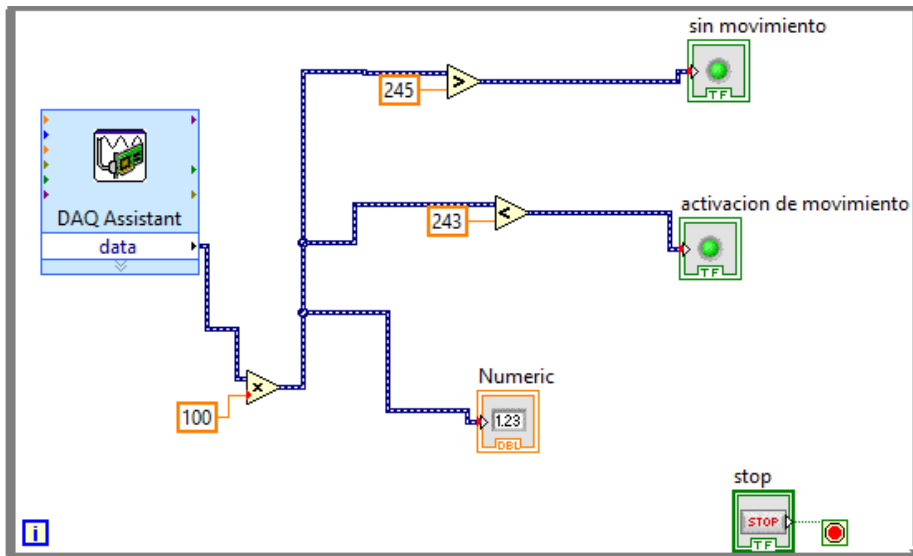 sin movimiento
245
>
TF
DAQ Assistant
data
243
<
activacion de movimiento
TF
100
x
Numeric
1.23
DBL
stop
STOP
TF
i